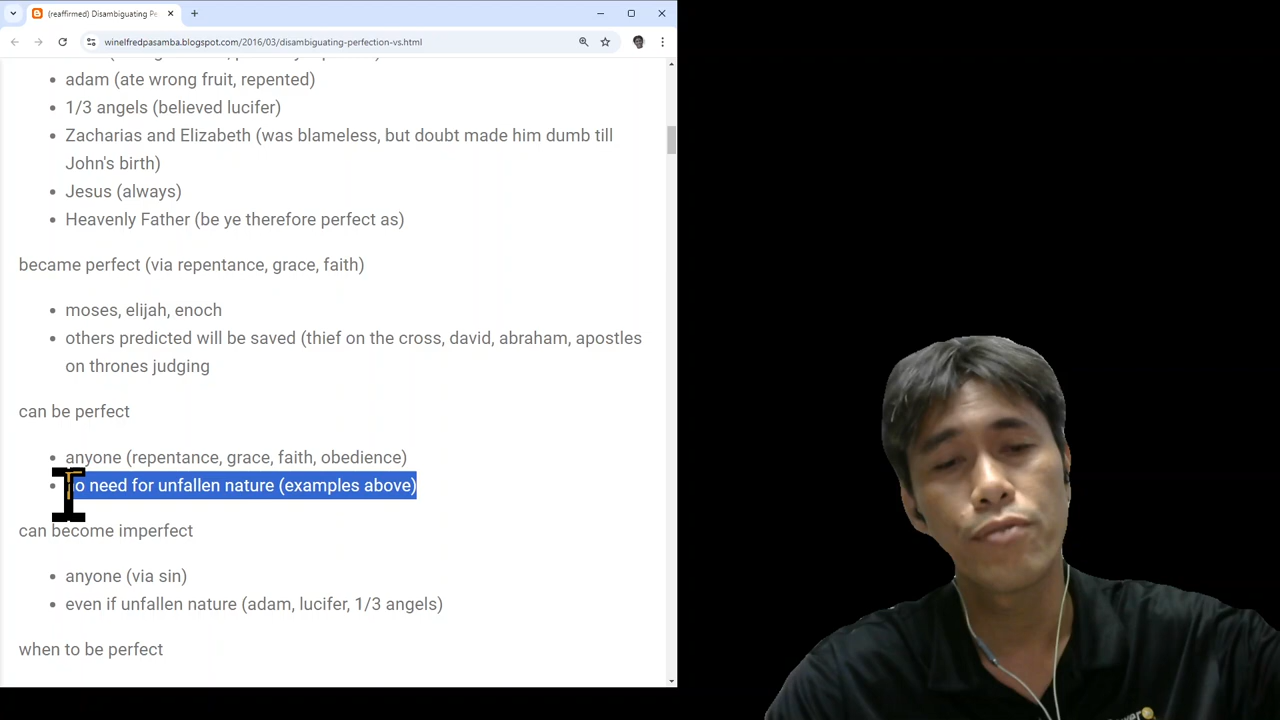 (reaffirmed) Disambiguating Pe
winelfredpasamba.blogspot.com/2016/03/disambiguating-perfection-vs.html
adam (ate wrong fruit, repented)
1/3 angels (believed lucifer)
Zacharias and Elizabeth (was blameless, but doubt made him dumb till
John's birth)
Jesus (always)
Heavenly Father (be ye therefore perfect as)
became perfect (via repentance, grace, faith)
moses, elijah, enoch
others predicted will be saved (thief on the cross, david, abraham, apostles
on thrones judging
can be perfect
anyone (repentance, grace, faith, obedience)
no need for unfallen nature (examples above)
can become imperfect
anyone (via sin)
even if unfallen nature (adam, lucifer, 1/3 angels)
when to be perfect